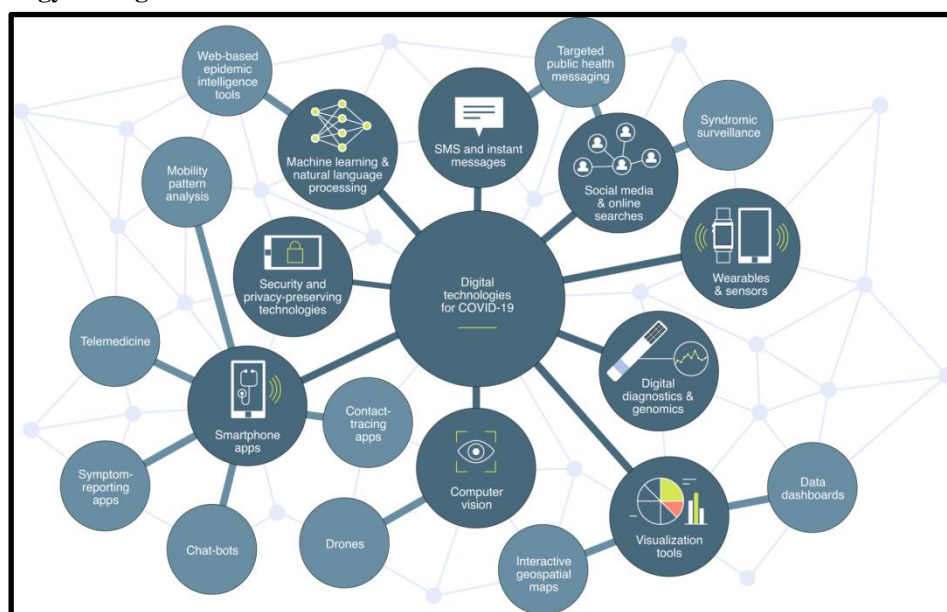 Web-based
epidemic
intelligence
tools
Targeted
public health
messaging
SMS and instant
messages
Syndromic
surveillance
Machine learning &
natural language
processing
Social media
& online
searches
Mobility
pattern
analysis
Wearables
& sensors
Security and
privacy-preserving
technologies
Digital
technologies
for COVID-19
Telemedicine
Digital
diagnostics &
genomics
Smartphone
apps
Contact-
tracing
apps
Symptom-
reporting
apps
Computer
vision
Data
dashboards
Chat-bots
Drones
Interactive
geospatial
maps
Visualization
tools